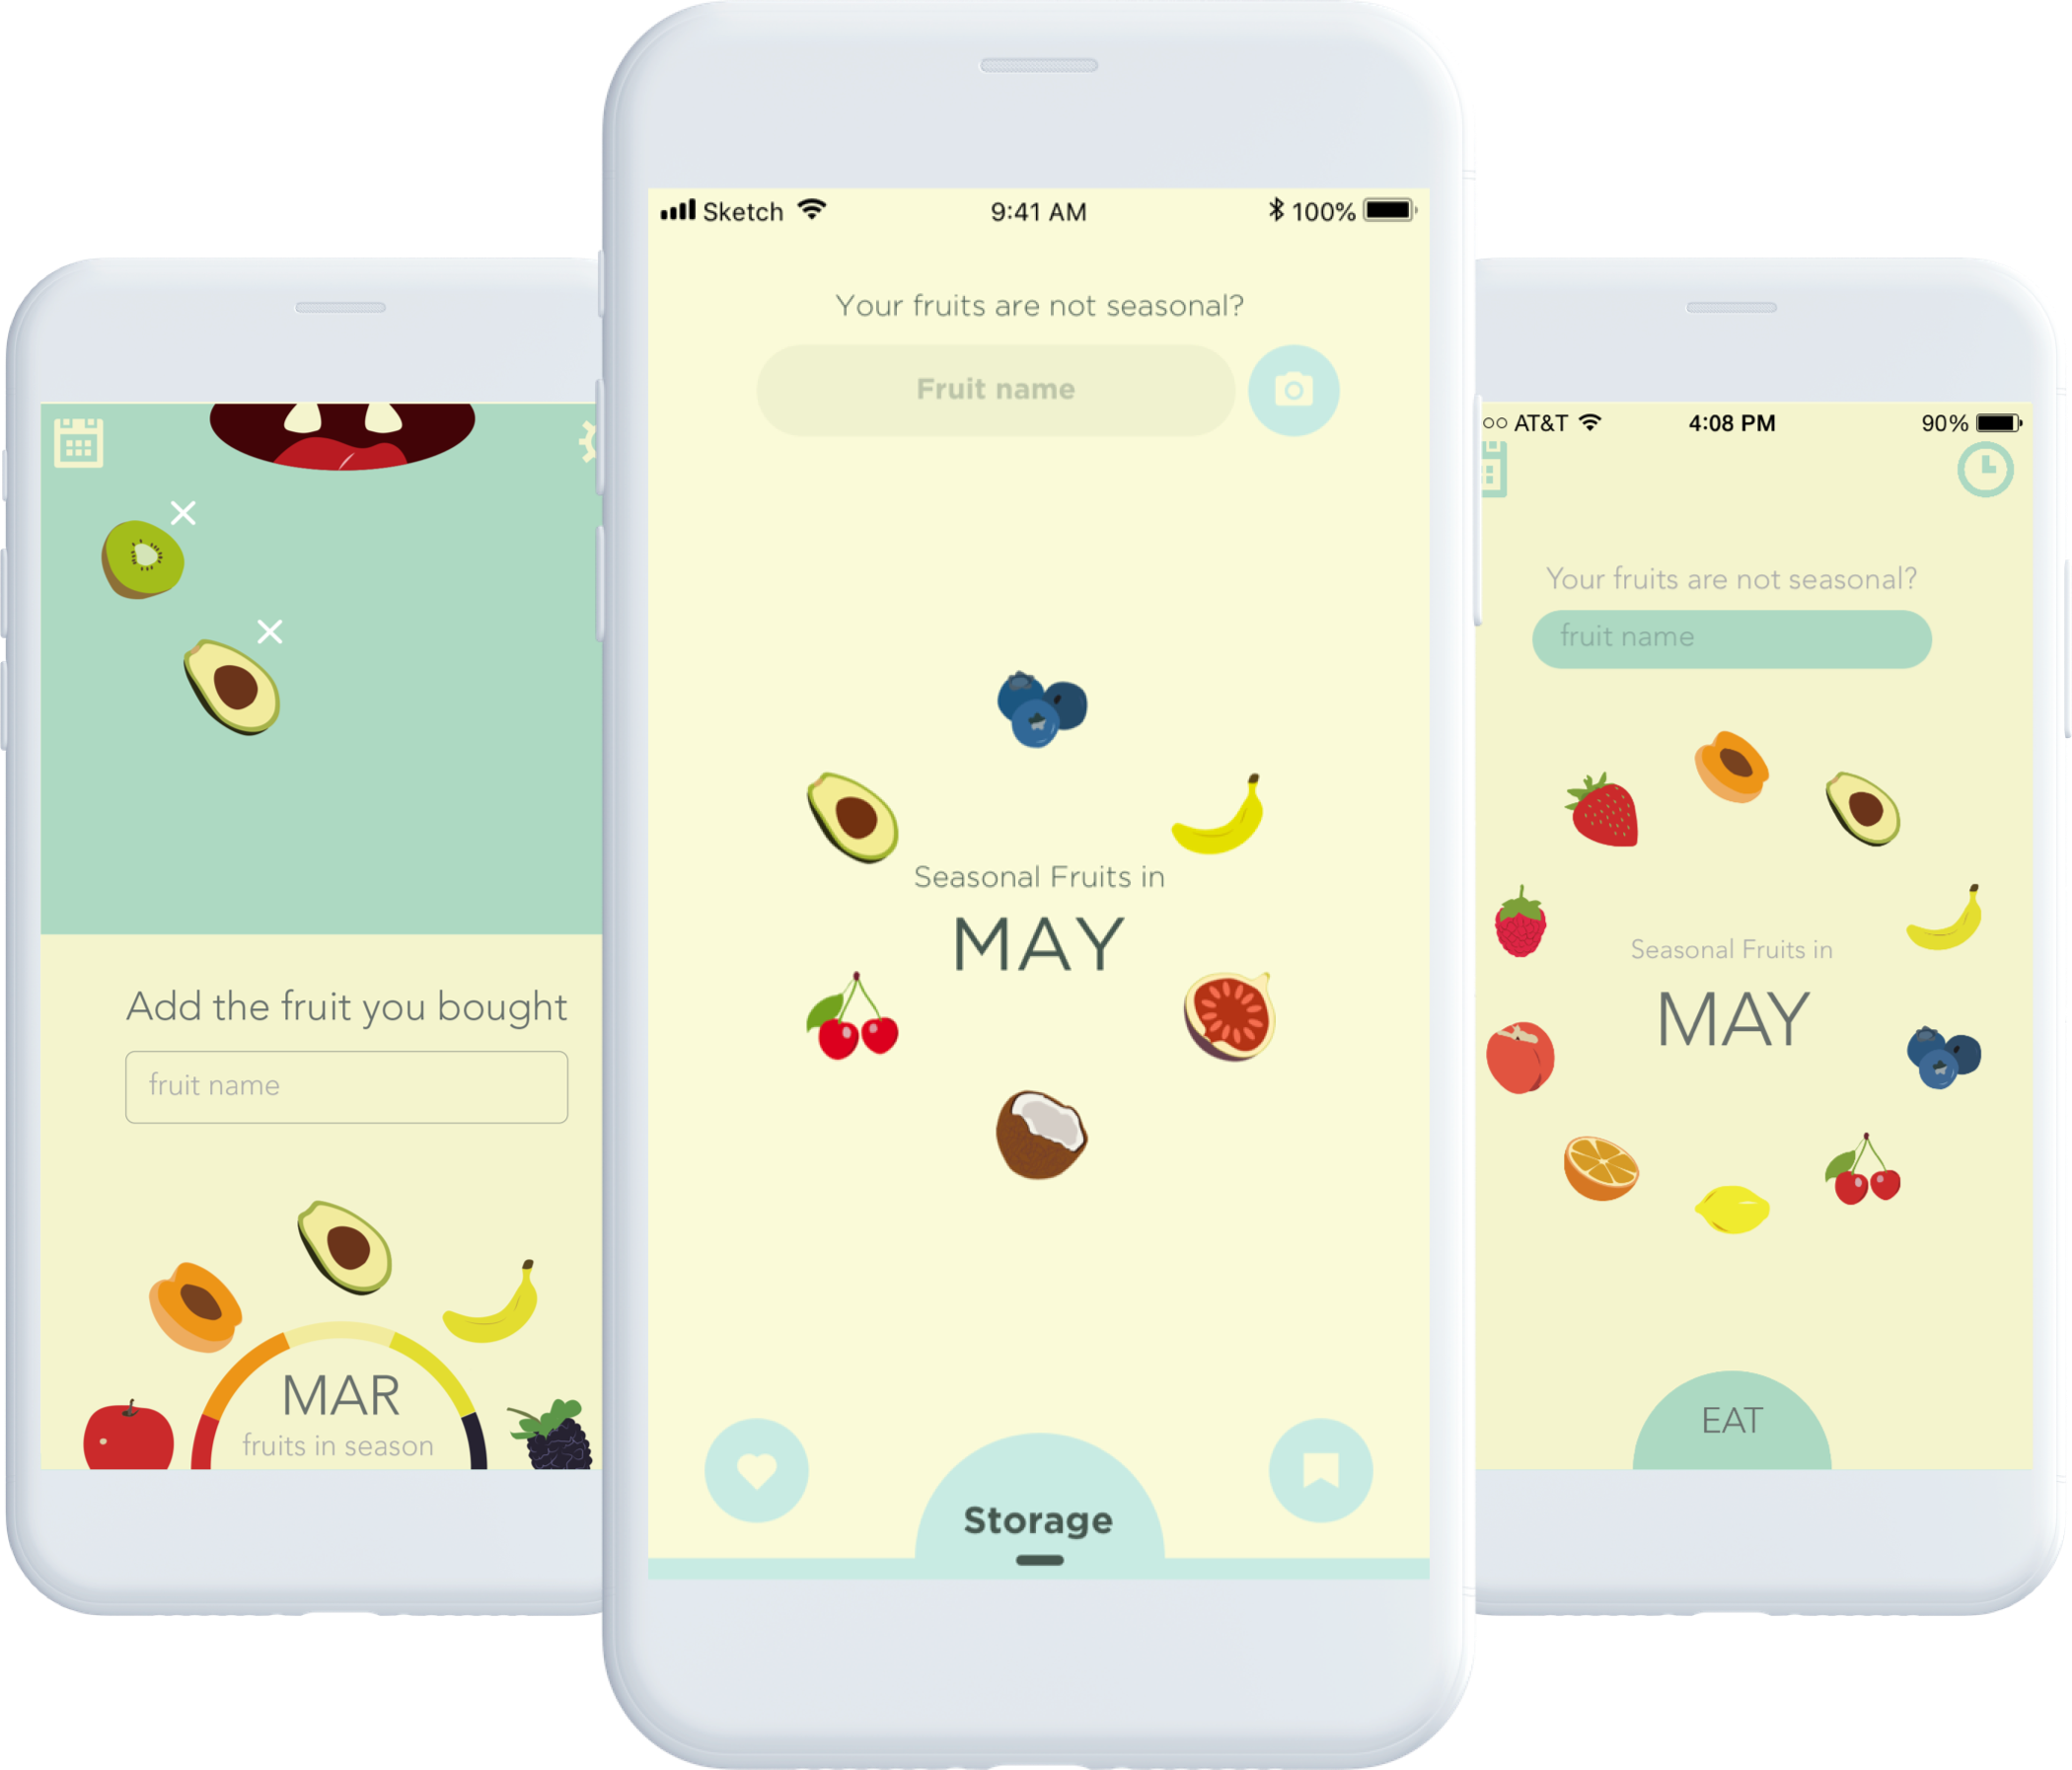 Add the fruit you bought
fruit name
MAR
fruits in season
Sketch 9:41 AM 100%
Your fruits are not seasonal?
Fruit name
Seasonal Fruits in
MAY
Storage
AT&T 4:08 PM 90%
Your fruits are not seasonal?
fruit name
Seasonal Fruits in
MAY
EAT